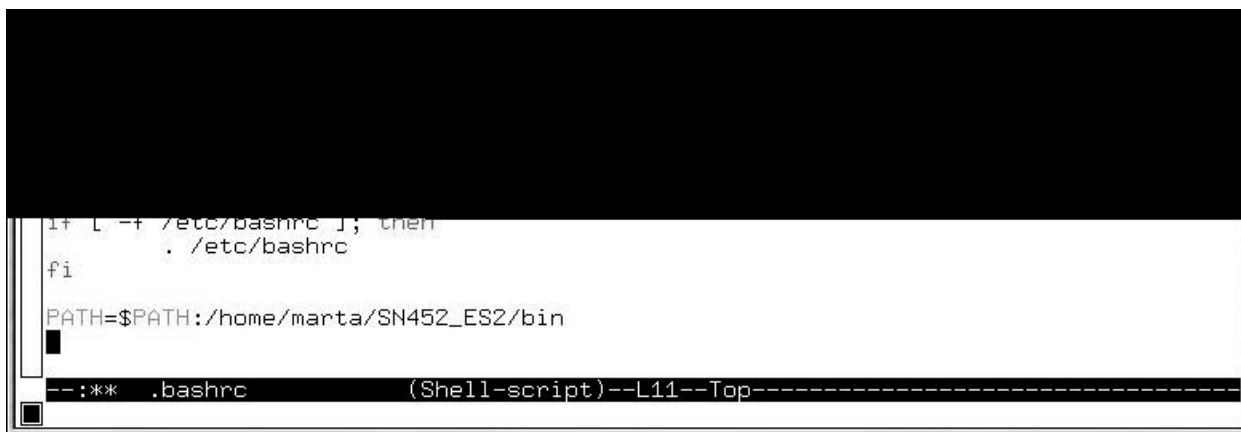 if [ -f /etc/bashrc ]; then
        . /etc/bashrc
fi
PATH=$PATH:/home/marta/SN452_ES2/bin
--:**  .bashrc          (Shell-script)--L11--Top----------------------------------